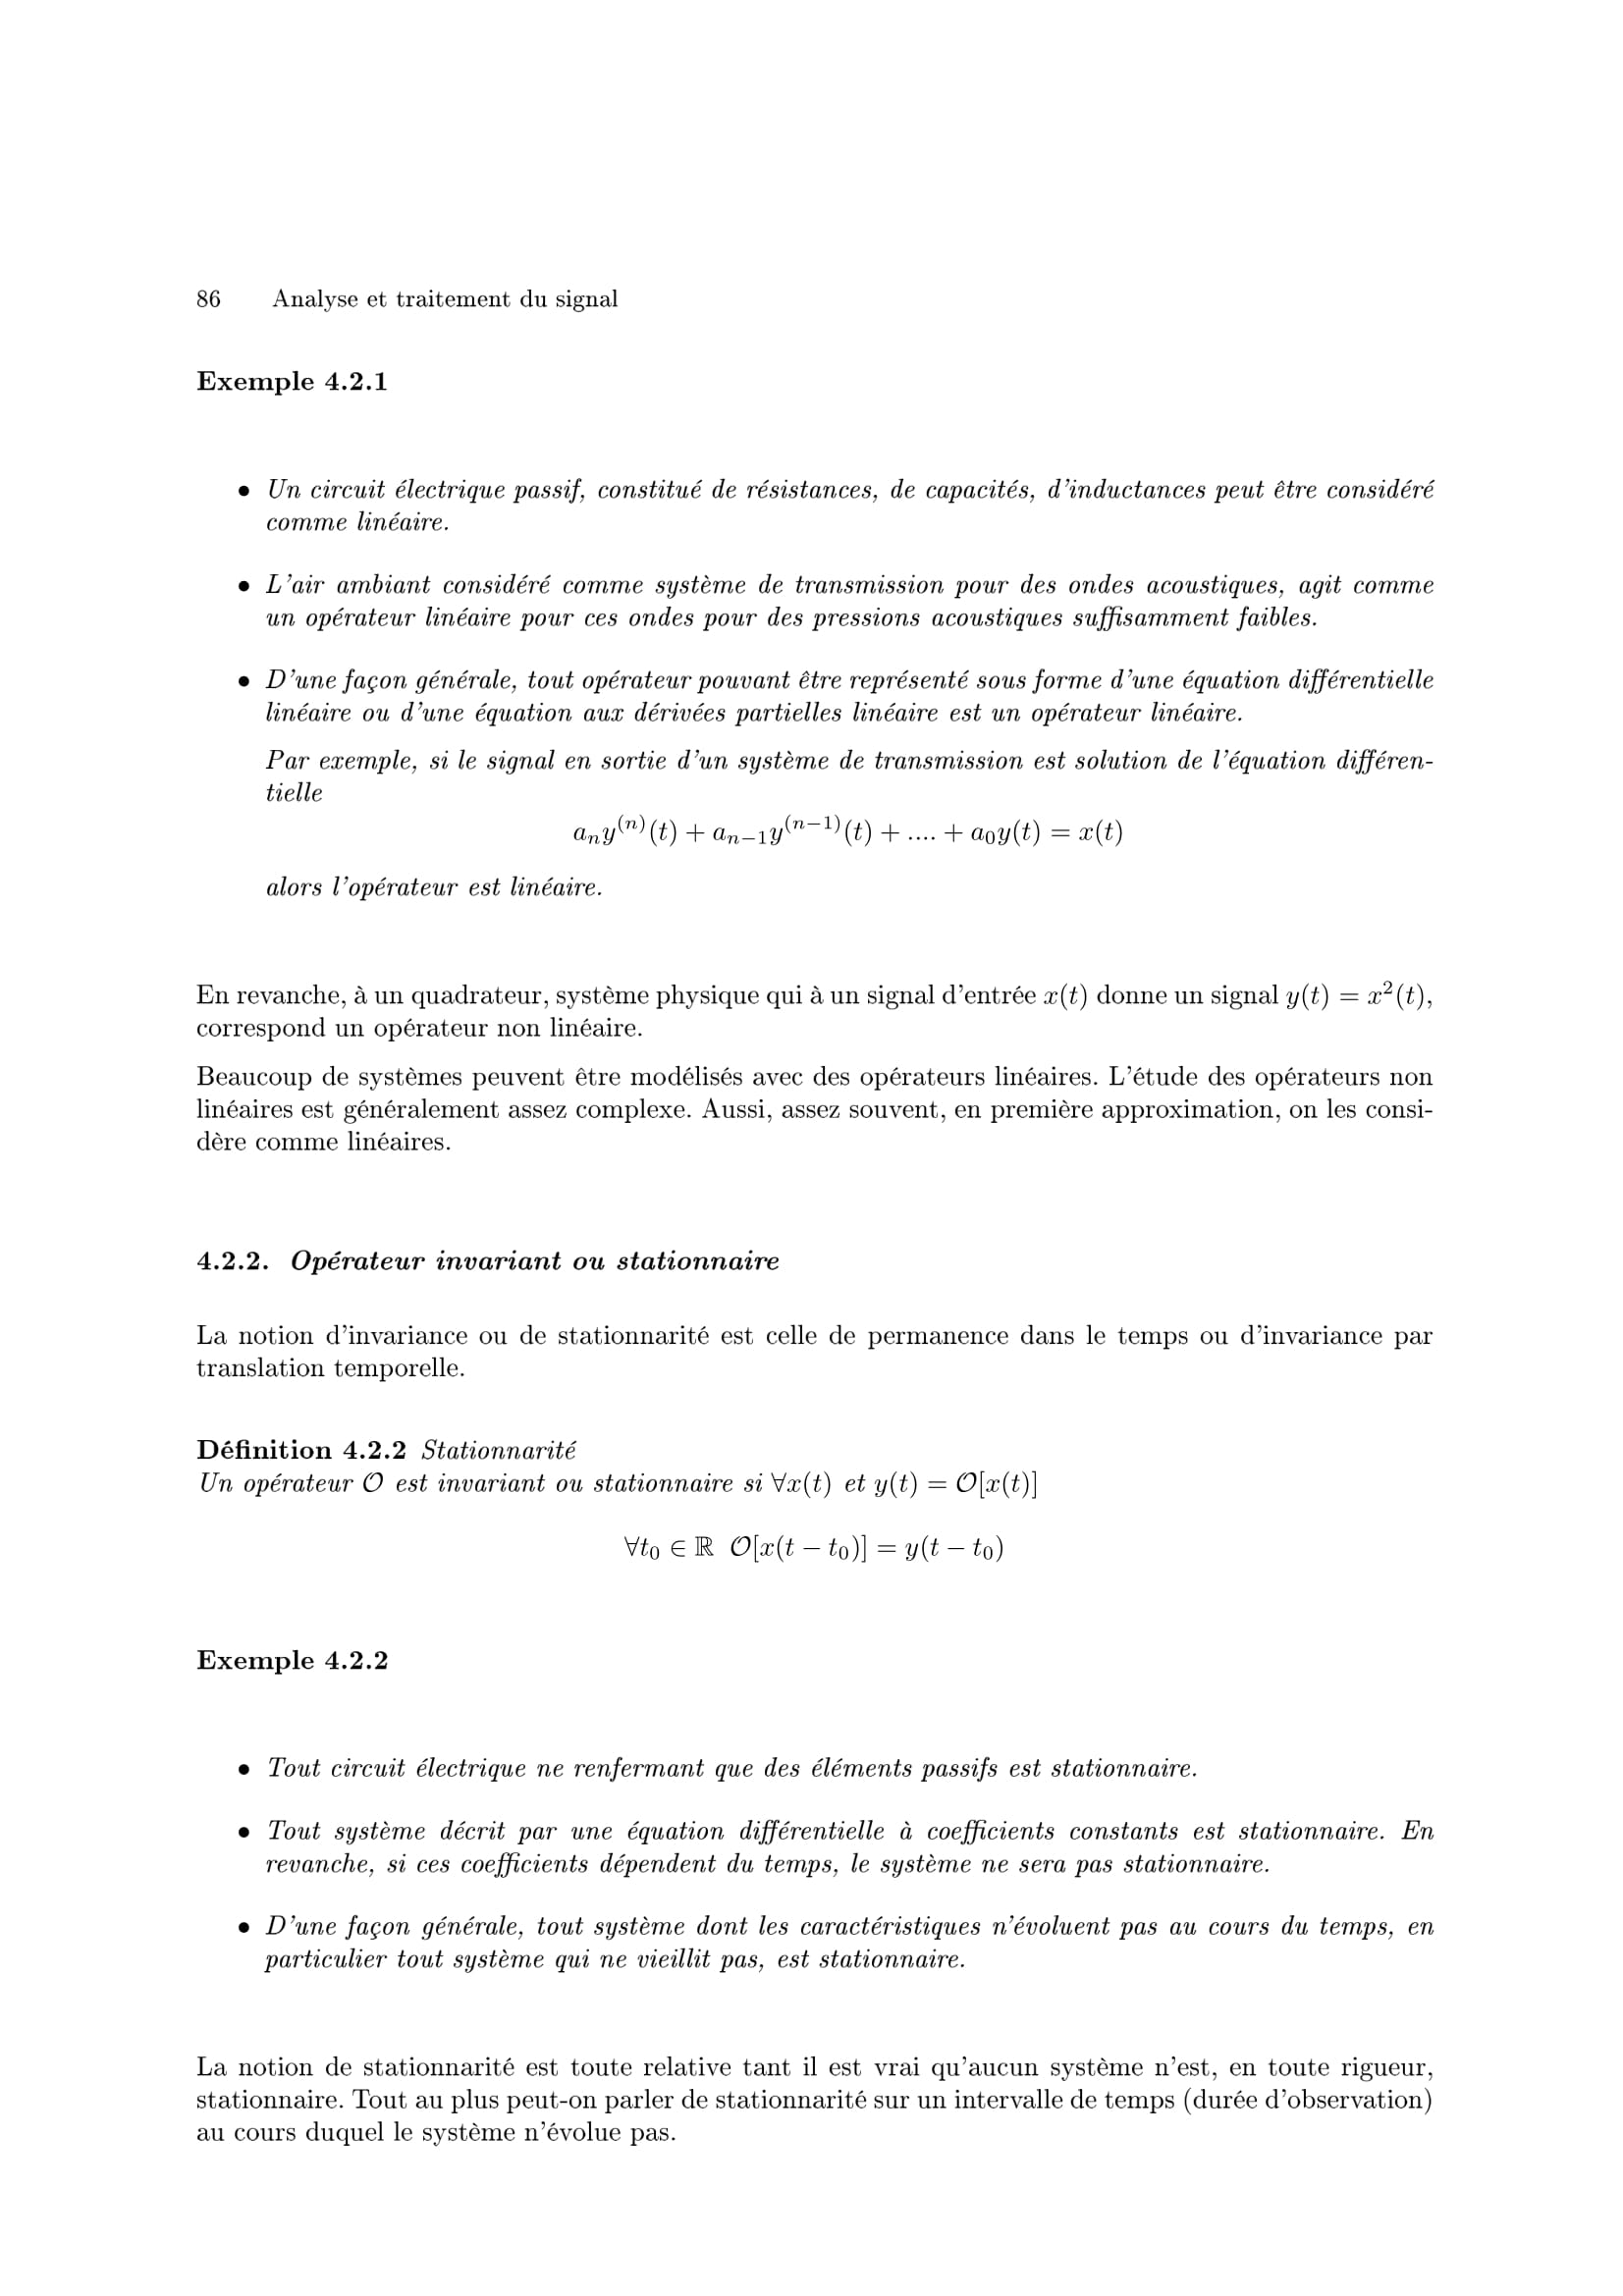 86 Analyse et traitement du signal
Exemple 4.2.1
• Un circuit électrique passif, constitué de résistances, de capacités, d'inductances peut être considéré
comme linéaire.
• L'air ambiant considéré comme système de transmission pour des ondes acoustiques, agit comme
un opérateur linéaire pour ces ondes pour des pressions acoustiques suffisamment faibles.
• D'une façon générale, tout opérateur pouvant être représenté sous forme d'une équation différentielle
linéaire ou d'une équation aux dérivées partielles linéaire est un opérateur linéaire.
Par exemple, si le signal en sortie d'un système de transmission est solution de l'équation différen-
tielle
$a_n y^{(n)}(t) + a_{n-1} y^{(n-1)}(t) + .... + a_0 y(t) = x(t)$
alors l'opérateur est linéaire.
En revanche, à un quadrateur, système physique qui à un signal d'entrée $x(t)$ donne un signal $y(t) = x^2(t)$,
correspond un opérateur non linéaire.
Beaucoup de systèmes peuvent être modélisés avec des opérateurs linéaires. L'étude des opérateurs non
linéaires est généralement assez complexe. Aussi, assez souvent, en première approximation, on les consi-
dère comme linéaires.
4.2.2. Opérateur invariant ou stationnaire
La notion d'invariance ou de stationnarité est celle de permanence dans le temps ou d'invariance par
translation temporelle.
Définition 4.2.2 Stationnarité
Un opérateur $\mathcal{O}$ est invariant ou stationnaire si $\forall x(t)$ et $y(t) = \mathcal{O}[x(t)]$
$\forall t_0 \in \mathbb{R} \;\; \mathcal{O}[x(t - t_0)] = y(t - t_0)$
Exemple 4.2.2
• Tout circuit électrique ne renfermant que des éléments passifs est stationnaire.
• Tout système décrit par une équation différentielle à coefficients constants est stationnaire. En
revanche, si ces coefficients dépendent du temps, le système ne sera pas stationnaire.
• D'une façon générale, tout système dont les caractéristiques n'évoluent pas au cours du temps, en
particulier tout système qui ne vieillit pas, est stationnaire.
La notion de stationnarité est toute relative tant il est vrai qu'aucun système n'est, en toute rigueur,
stationnaire. Tout au plus peut-on parler de stationnarité sur un intervalle de temps (durée d'observation)
au cours duquel le système n'évolue pas.